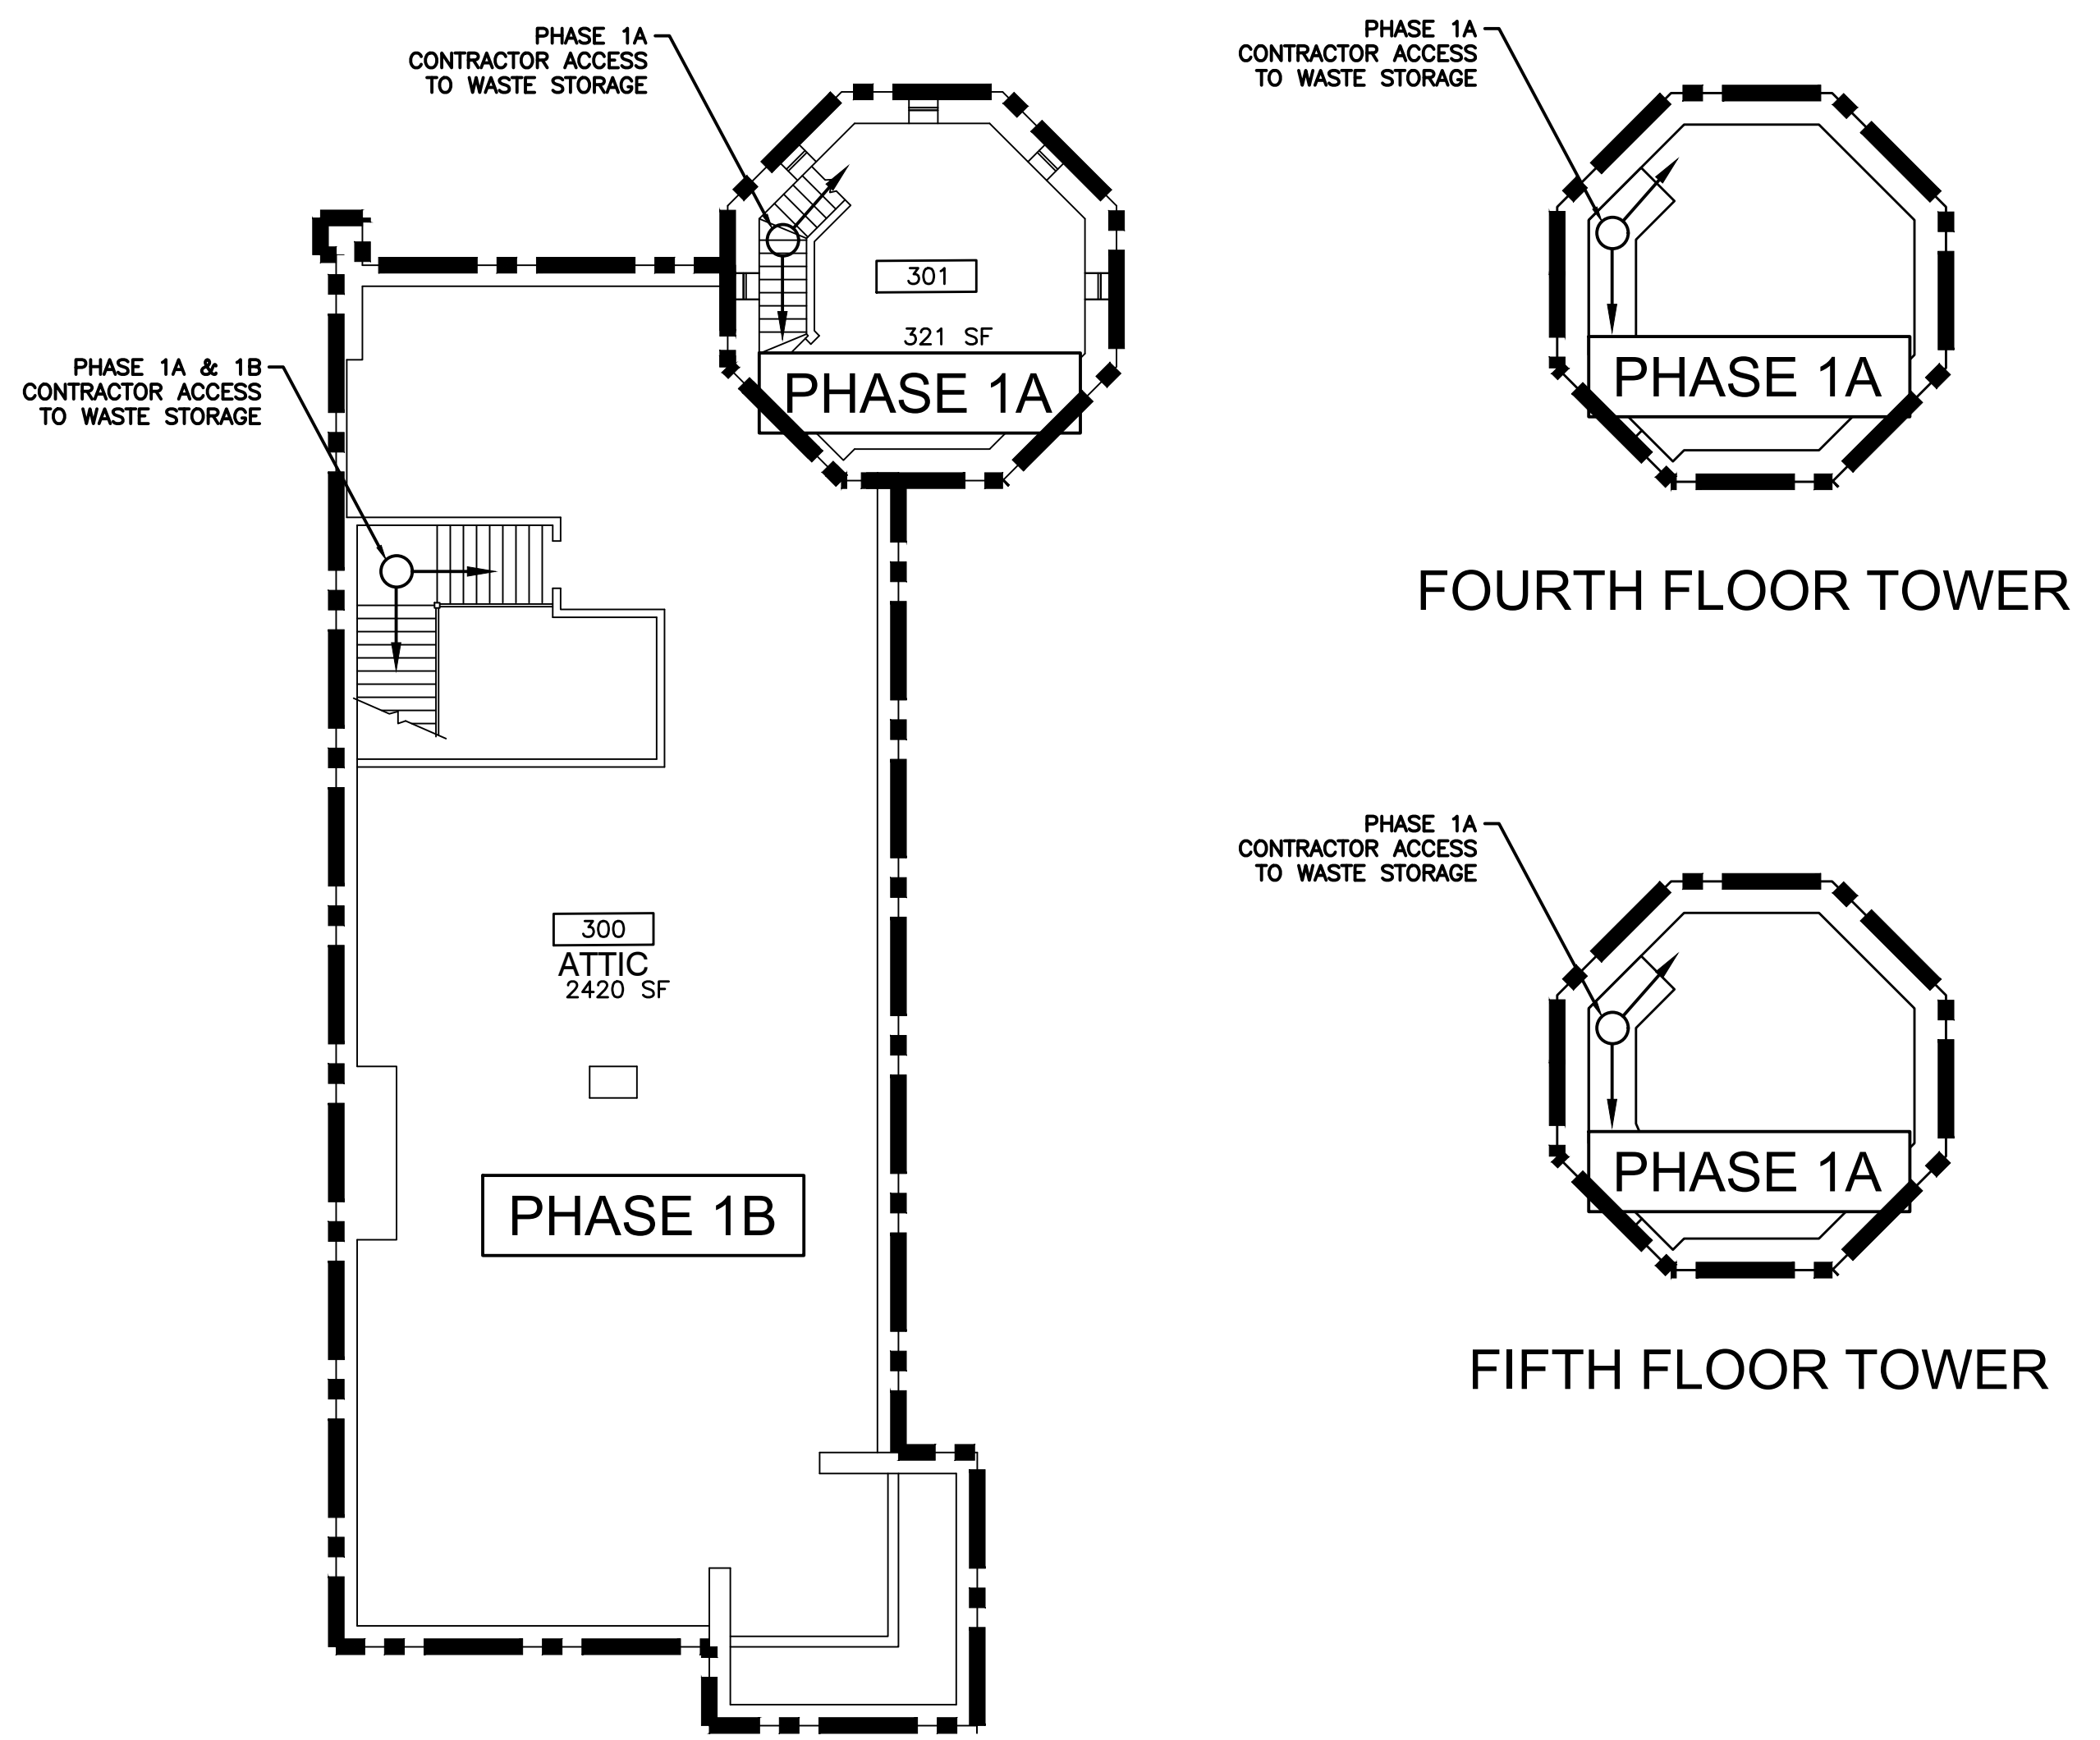 PHASE 1A
CONTRACTOR ACCESS
TO WASTE STORAGE
301
321 SF
PHASE 1A
PHASE 1A & 1B
CONTRACTOR ACCESS
TO WASTE STORAGE
300
ATTIC
2420 SF
PHASE 1B
PHASE 1A
CONTRACTOR ACCESS
TO WASTE STORAGE
PHASE 1A
FOURTH FLOOR TOWER
PHASE 1A
CONTRACTOR ACCESS
TO WASTE STORAGE
PHASE 1A
FIFTH FLOOR TOWER